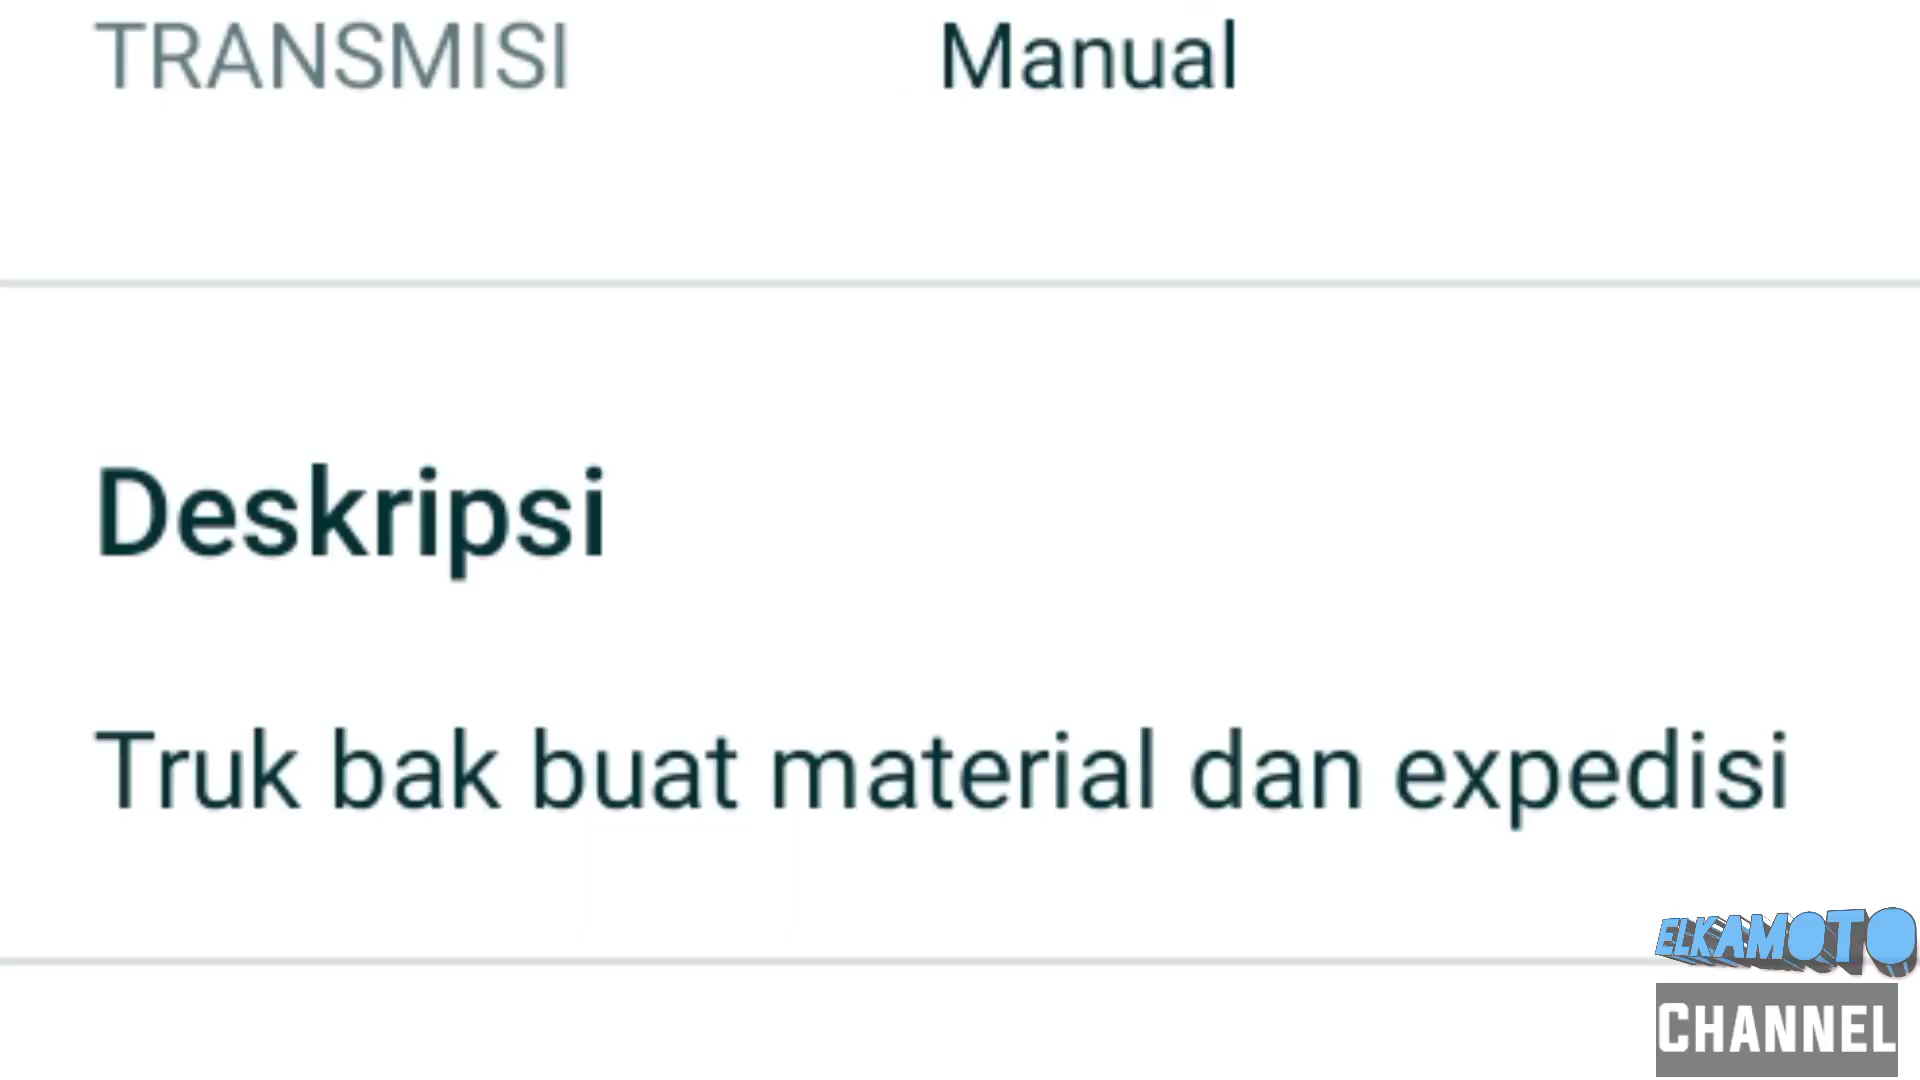 TRANSMISI Manual
Deskripsi
Truk bak buat material dan expedisi
ELKAMOTO
CHANNEL